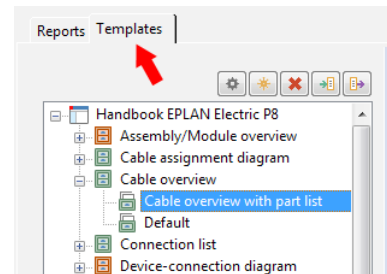 Reports Templates
Handbook EPLAN Electric P8
Assembly/Module overview
Cable assignment diagram
Cable overview
Cable overview with part list
Default
Connection list
Device-connection diagram